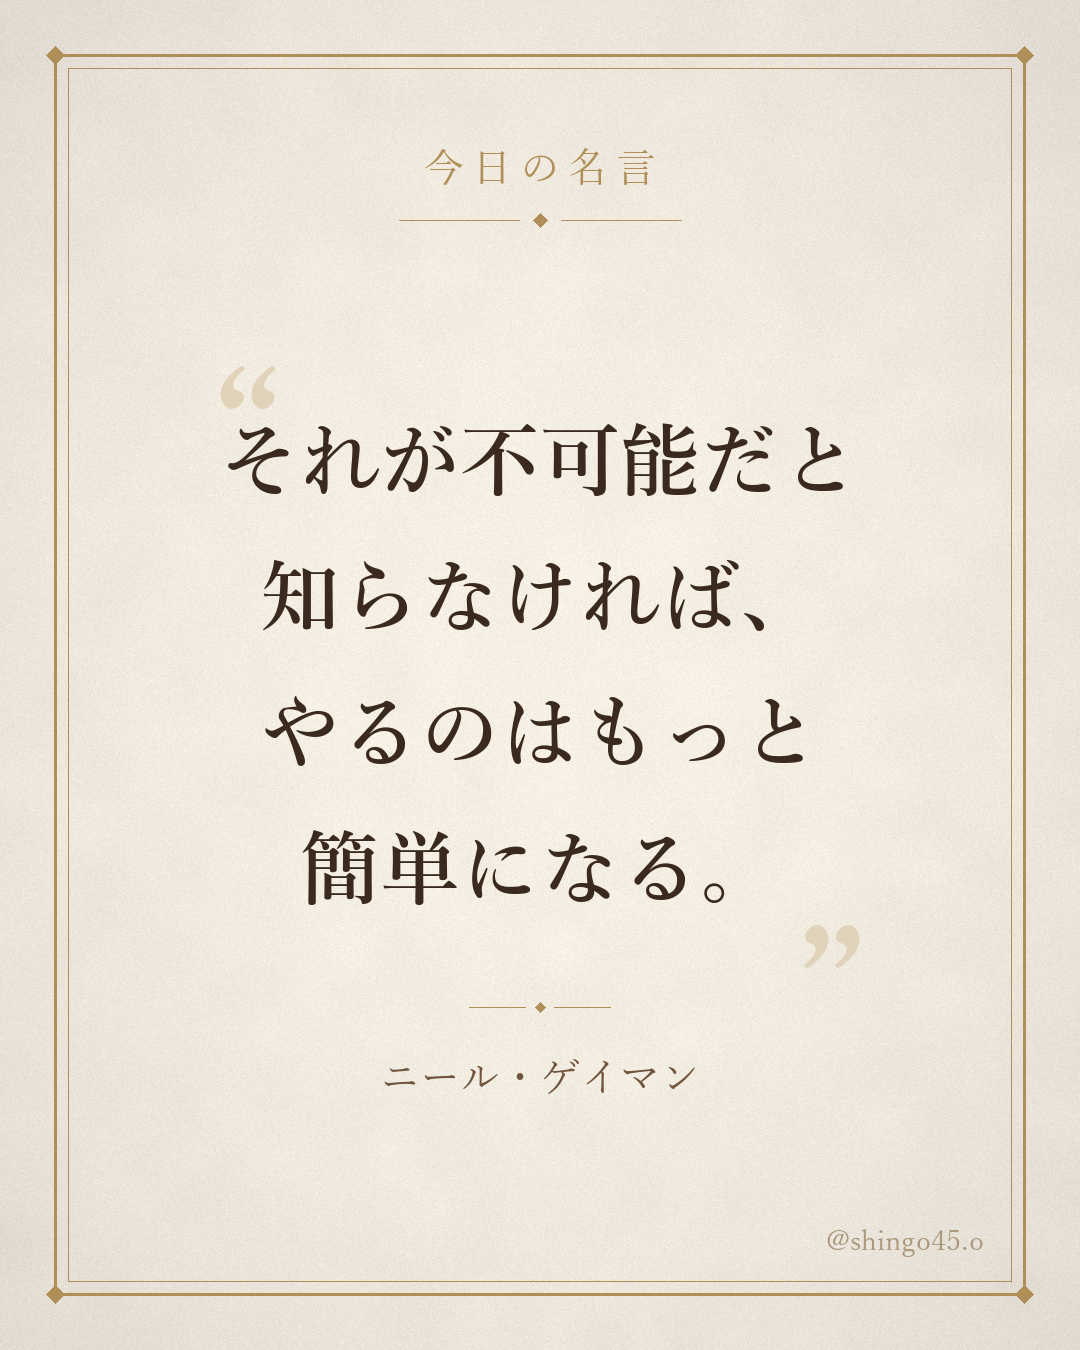 今日の名言
“
それが不可能だと
知らなければ、
やるのはもっと
簡単になる。
”
ニール・ゲイマン
@shingo45.o